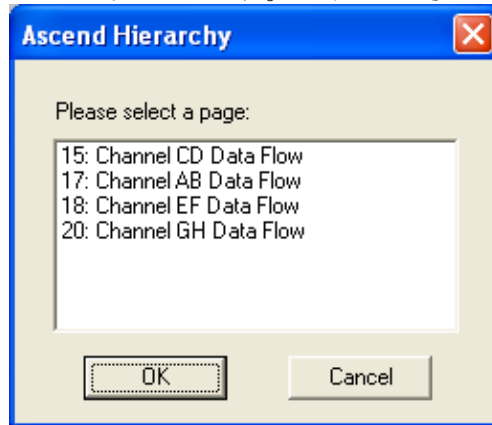 Ascend Hierarchy
Please select a page:
15: Channel CD Data Flow
17: Channel AB Data Flow
18: Channel EF Data Flow
20: Channel GH Data Flow
OK Cancel